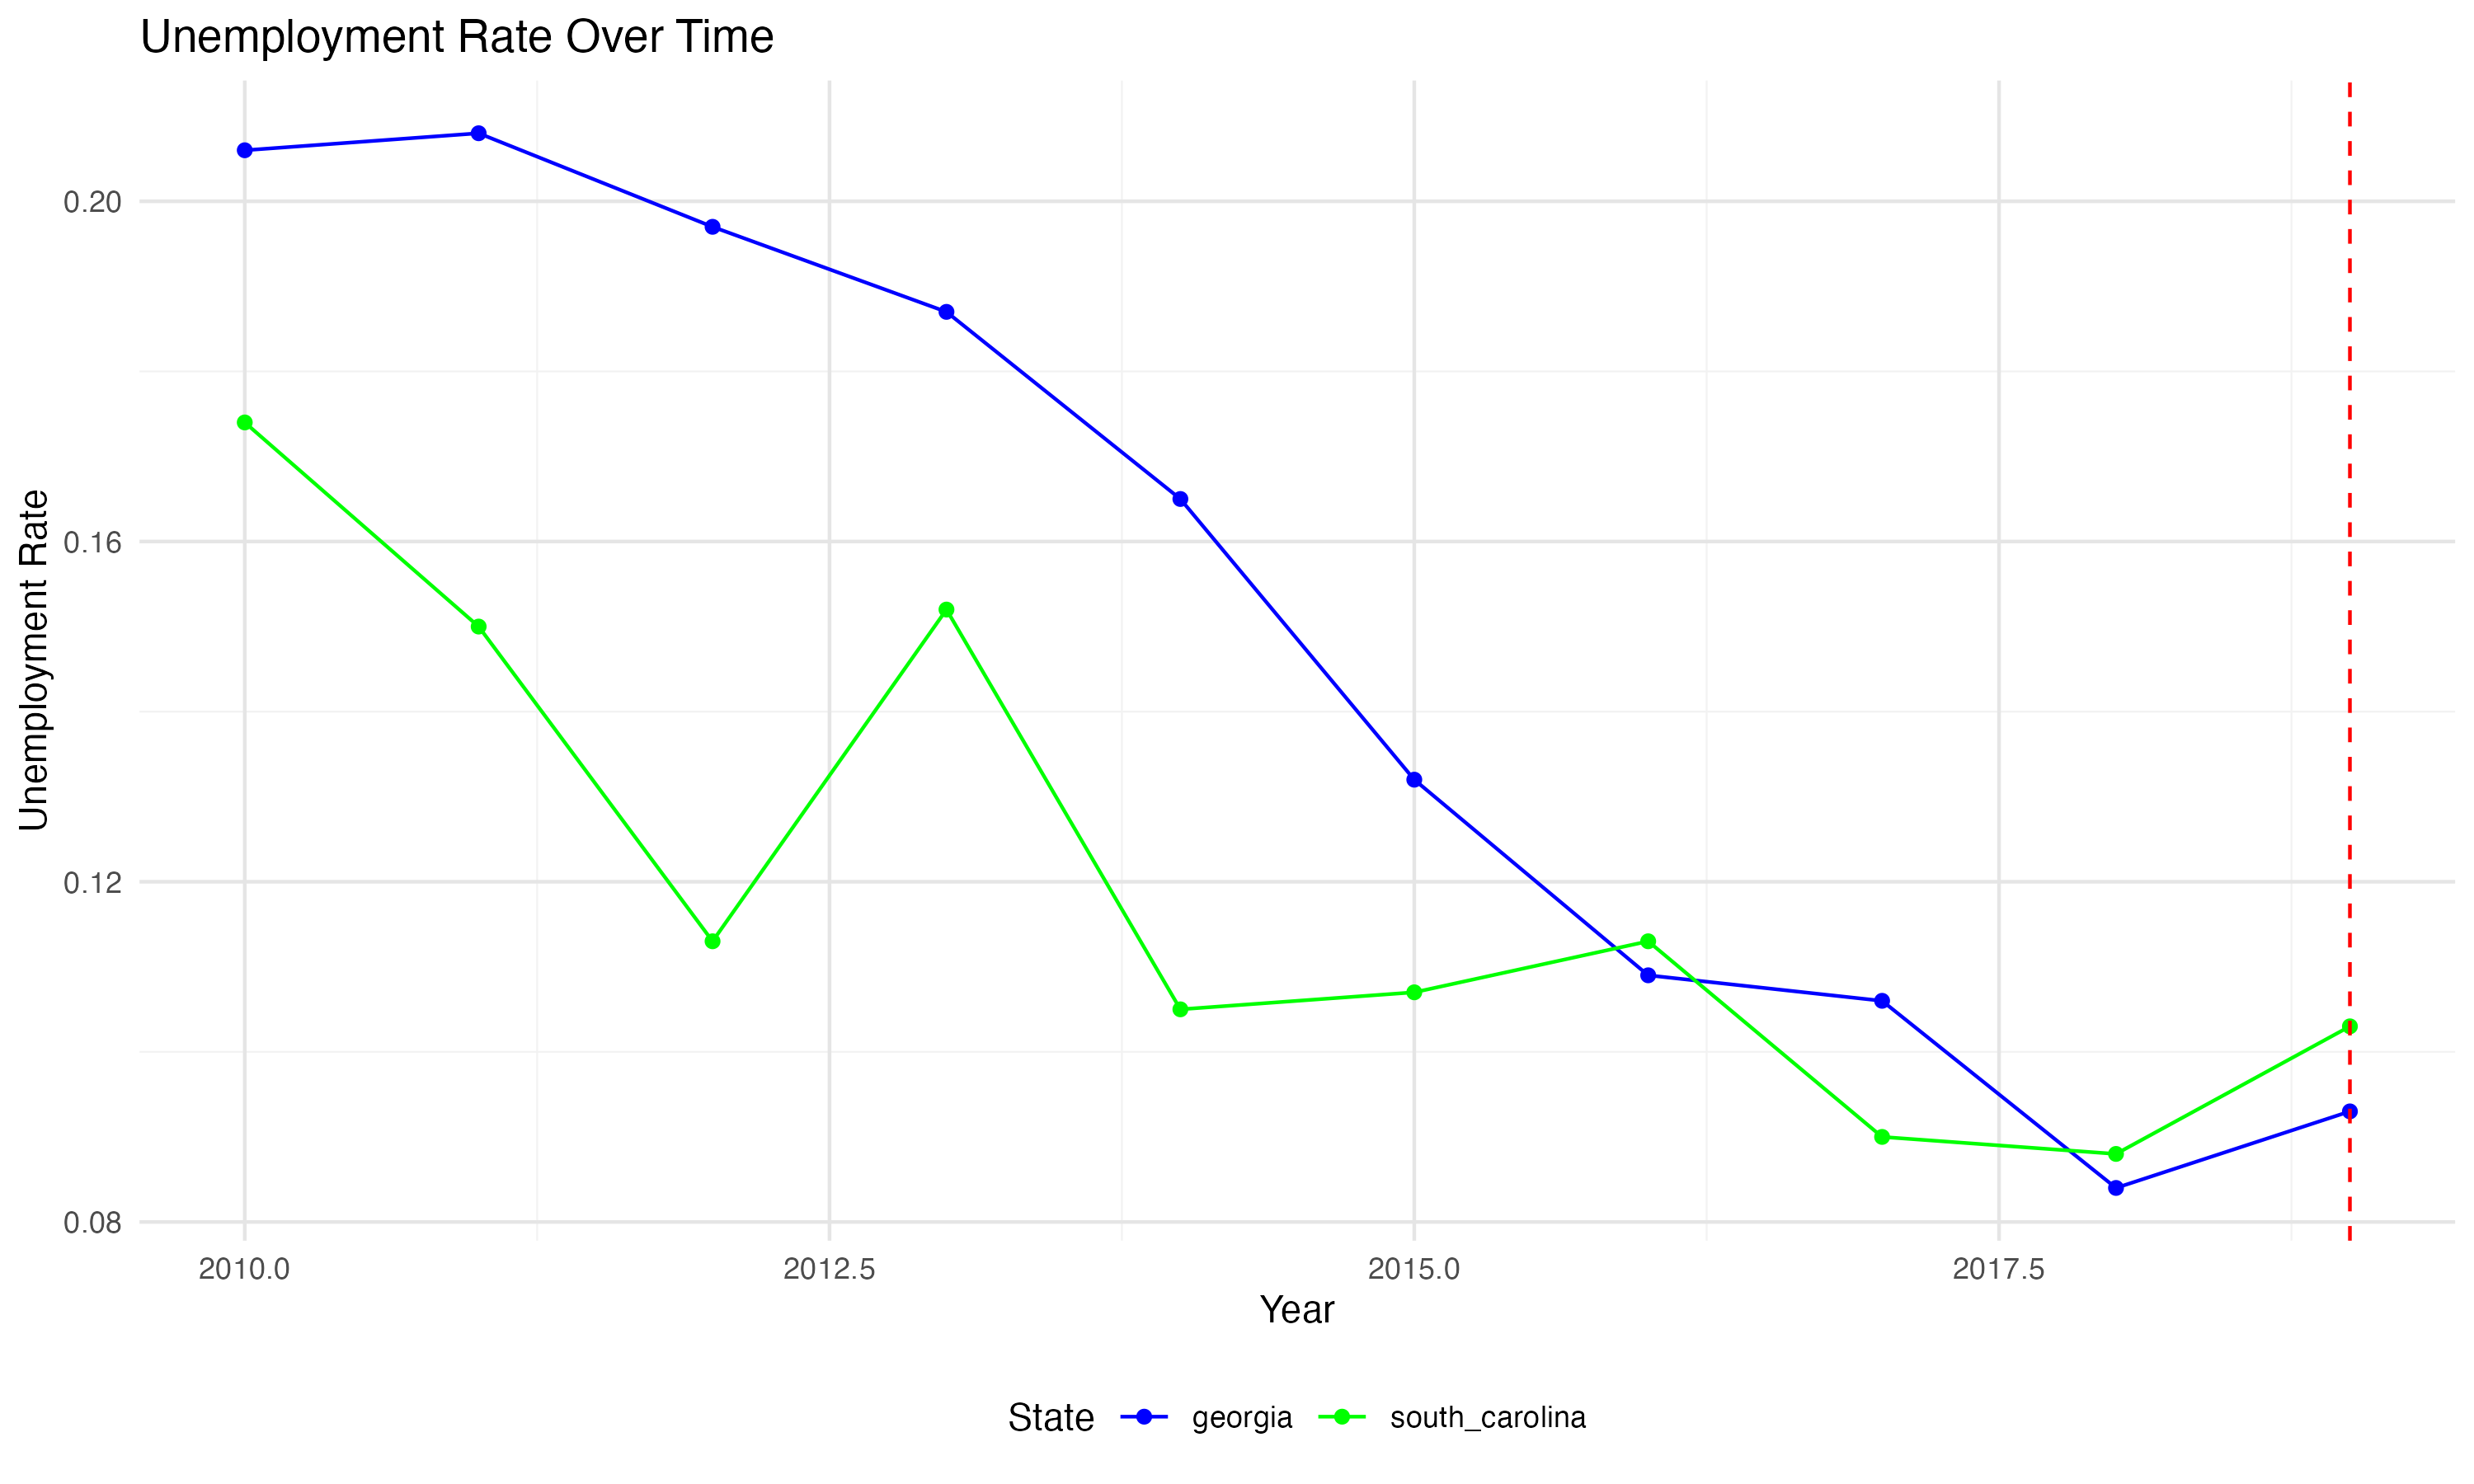 Unemployment Rate Over Time
Unemployment Rate
0.20
0.16
0.12
0.08
2010.0 2012.5 2015.0 2017.5
Year
State georgia south_carolina